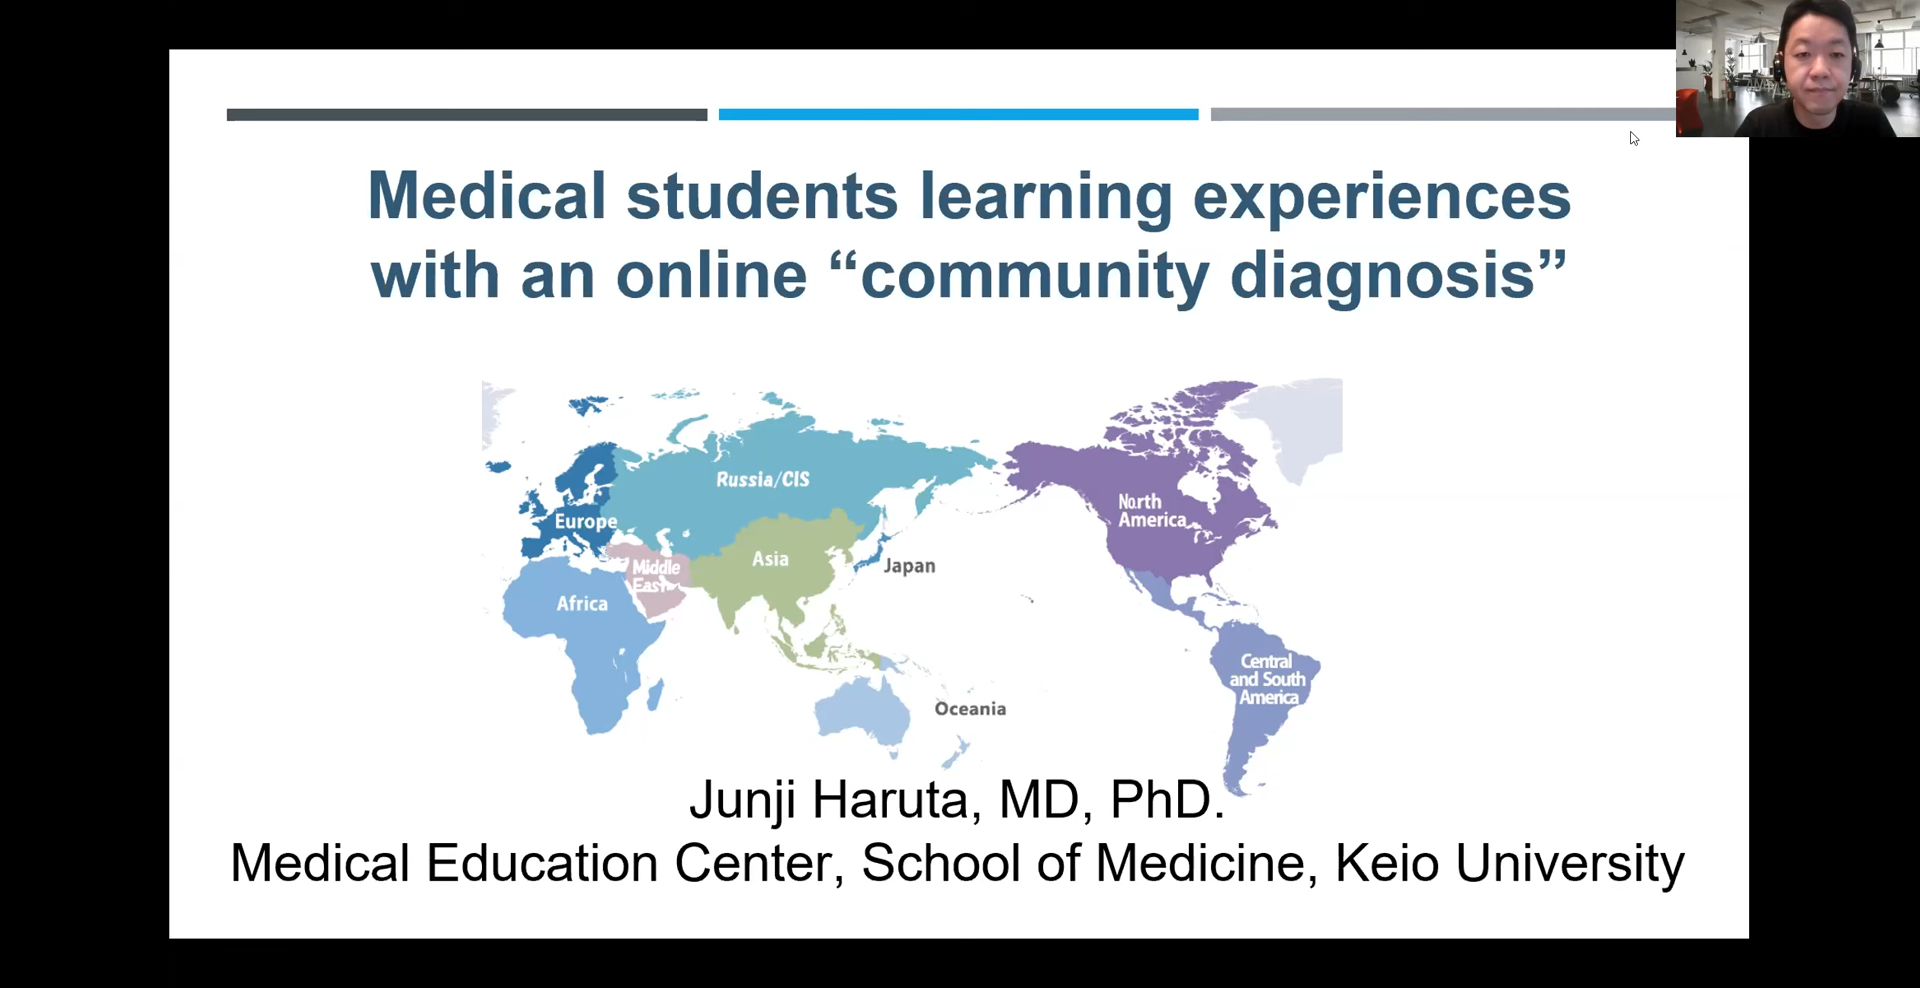 Medical students learning experiences
with an online “community diagnosis”
Russia/CIS
North
America
Europe
Asia
Japan
Middle
East
Africa
Central
and South
America
Oceania
Junji Haruta, MD, PhD.
Medical Education Center, School of Medicine, Keio University